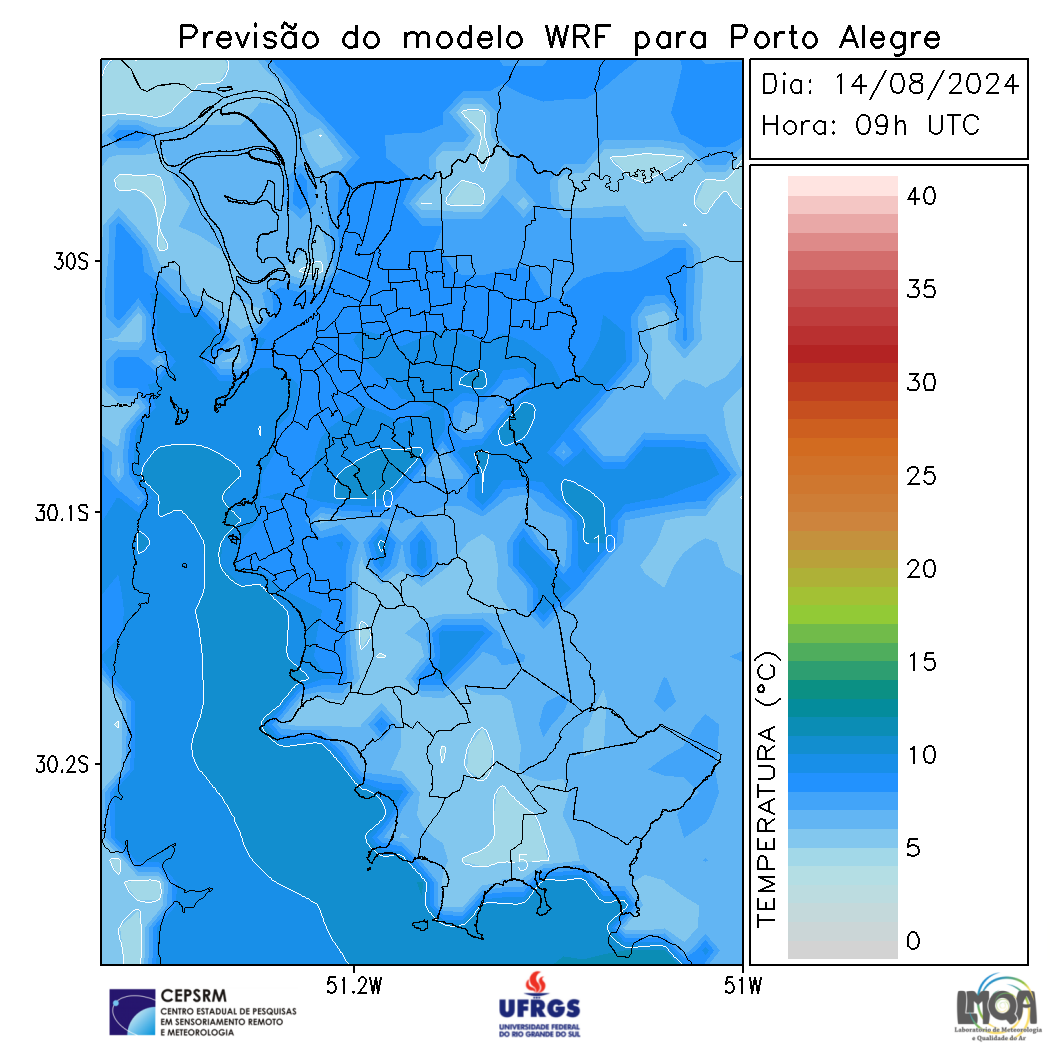 Previsão do modelo WRF para Porto Alegre
Dia: 14/08/2024
Hora: 09h UTC
40
35
30
25
20
15
10
5
0
TEMPERATURA (°C)
30S
30.1S
30.2S
51.2W
51W
10
10
5
CEPSRM
CENTRO ESTADUAL DE PESQUISAS
EM SENSORIAMENTO REMOTO
E METEOROLOGIA
UFRGS
UNIVERSIDADE FEDERAL
DO RIO GRANDE DO SUL
LMQA
Laboratório de Meteorologia
e Qualidade do Ar